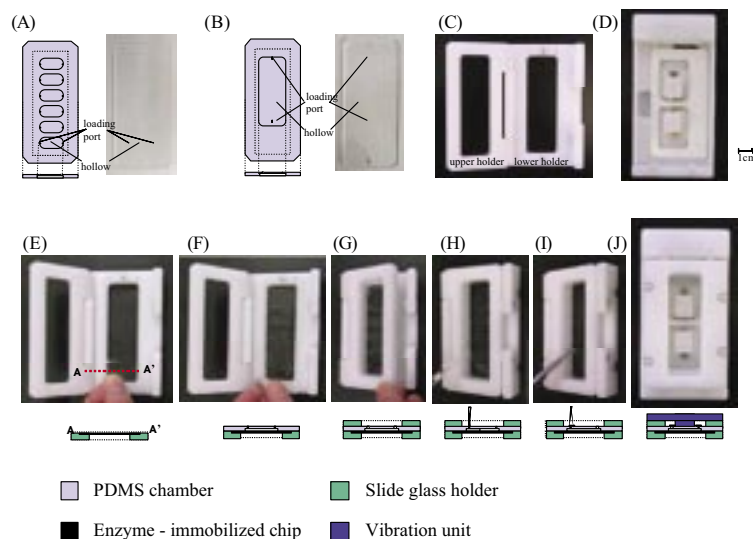 (A)
(B)
(C)
(D)
loading
port
hollow
loading
port
hollow
upper holder
lower holder
1cm
(E)
(F)
(G)
(H)
(I)
(J)
A
A'
A
A'
PDMS chamber
Slide glass holder
Enzyme - immobilized chip
Vibration unit